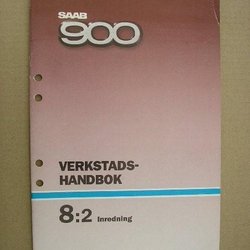 SAAB
900
VERKSTADS-
HANDBOK
8:2 Inredning